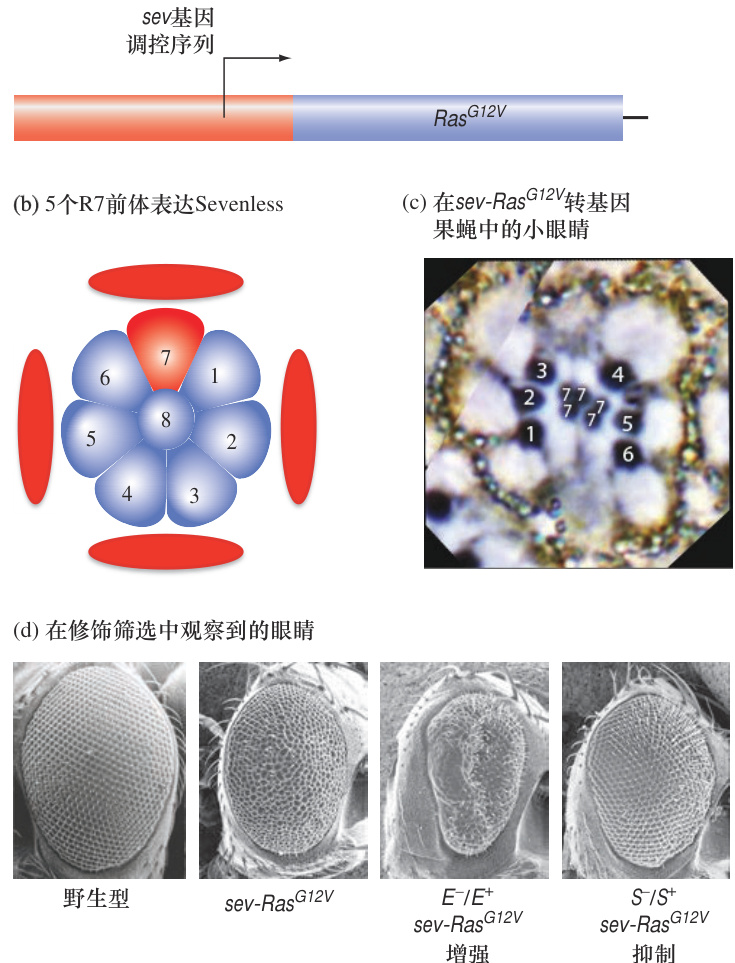 sev基因
调控序列
Ras^G12V
(b) 5个R7前体表达Sevenless
(c) 在sev-Ras^G12V转基因
果蝇中的小眼睛
7
6
1
8
5
2
4
3
3
4
2
7 7
7
7
7
5
1
6
(d) 在修饰筛选中观察到的眼睛
野生型
sev-Ras^G12V
E⁻/E⁺
sev-Ras^G12V
增强
S⁻/S⁺
sev-Ras^G12V
抑制